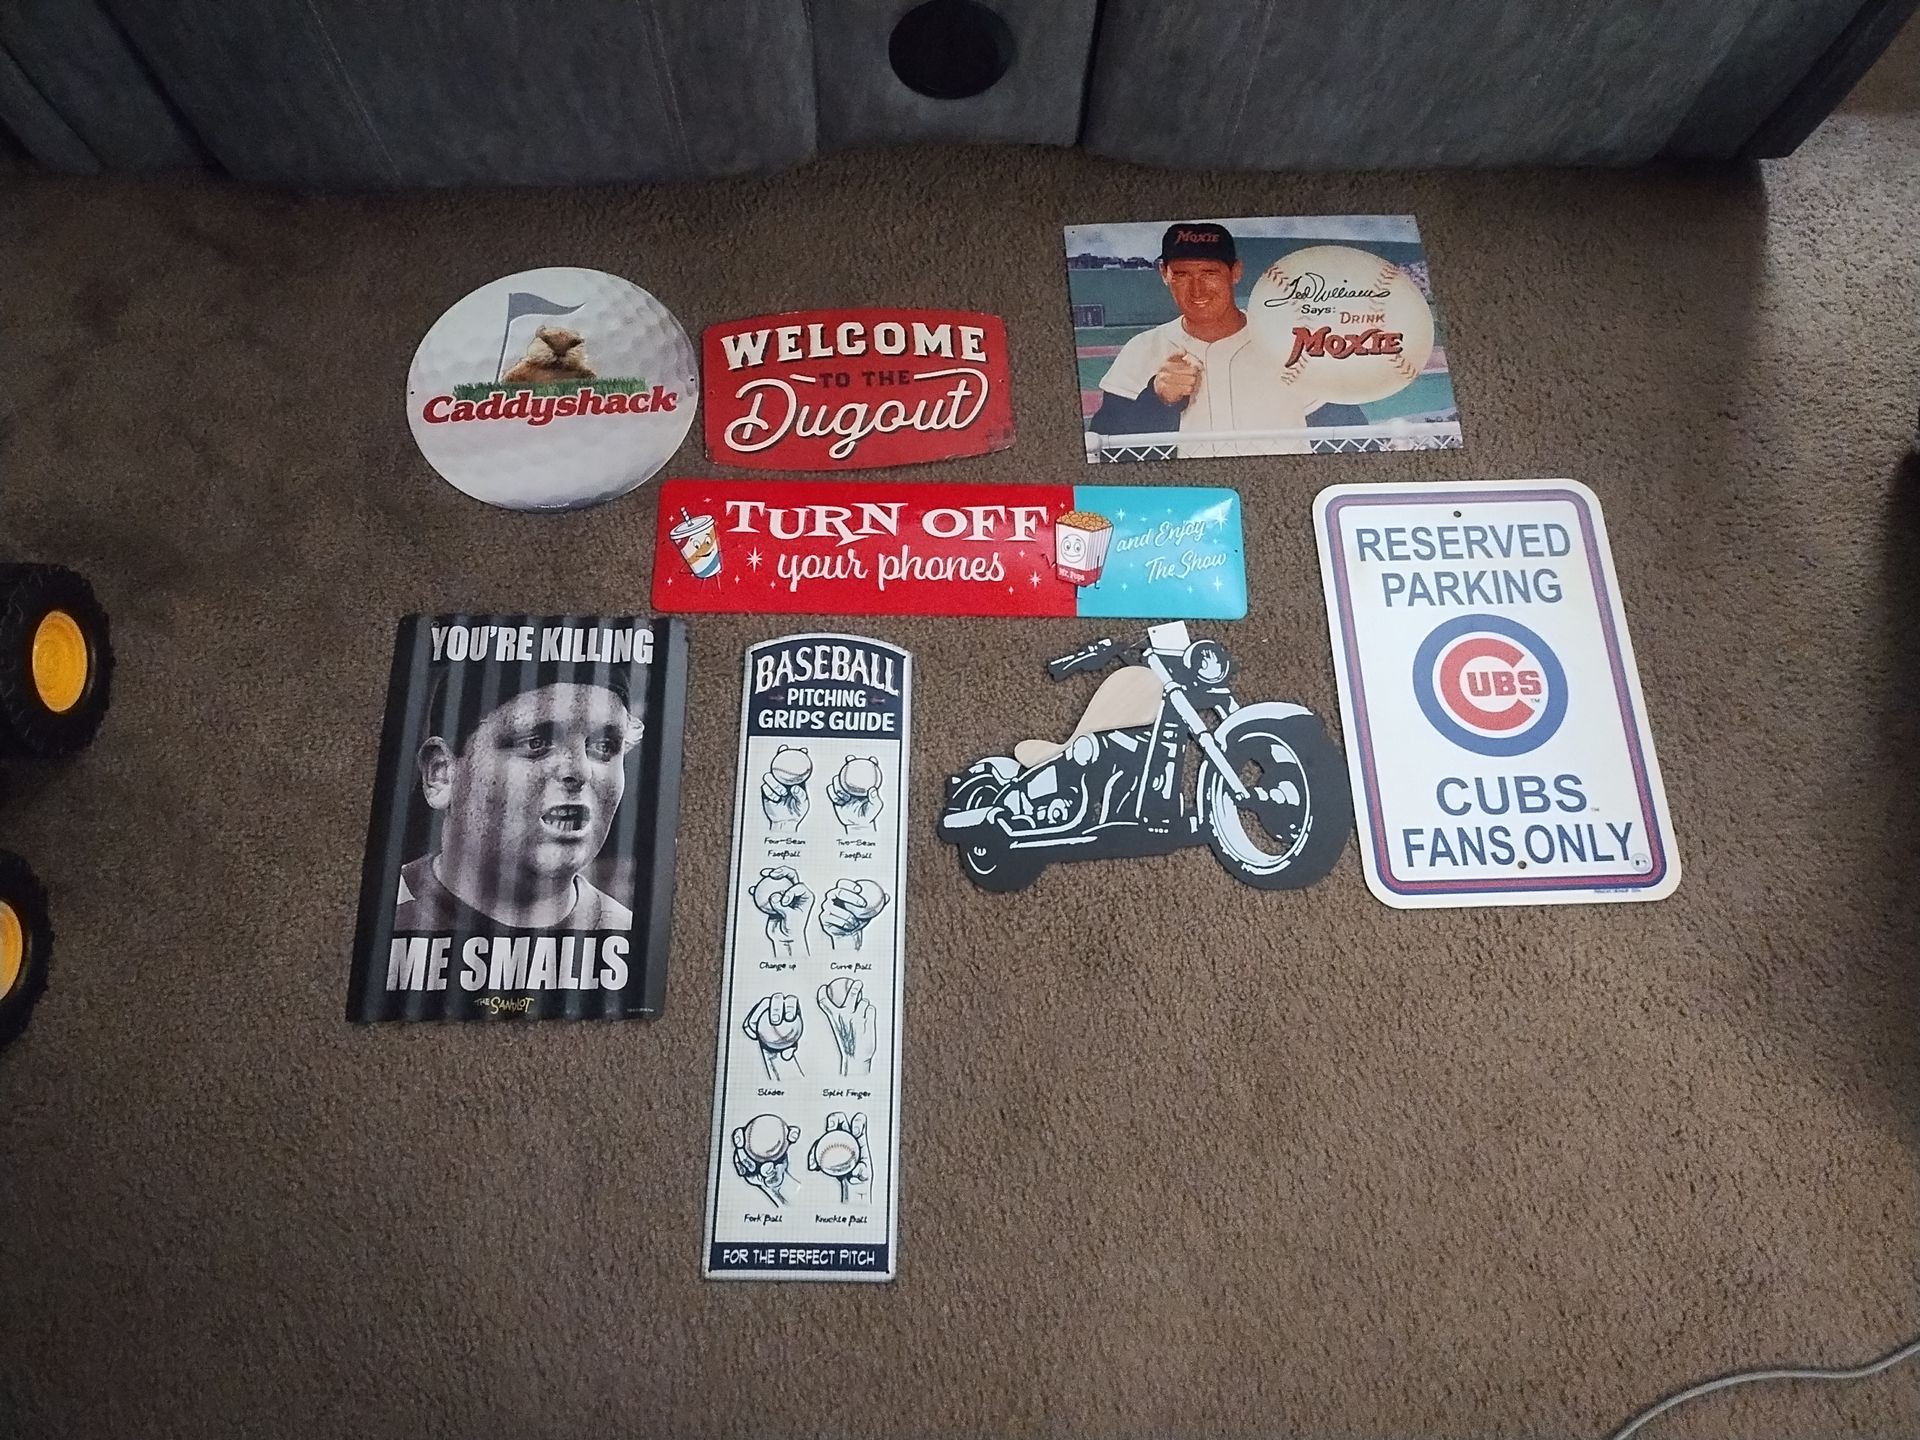 Caddyshack
WELCOME
TO THE
Dugout
MOXIE
Ted Williams
Says: DRINK
MOXIE
TURN OFF
your phones
Mr. Pops
and Enjoy
The Show
RESERVED
PARKING
CUBS
TM
CUBS
FANS ONLY
YOU'RE KILLING
ME SMALLS
THE SANDLOT
BASEBALL
PITCHING
GRIPS GUIDE
Four-Seam
Fastball
Two-Seam
Fastball
Change up
Curve Ball
Slider
Split Finger
Fork Ball
Knuckle Ball
FOR THE PERFECT PITCH